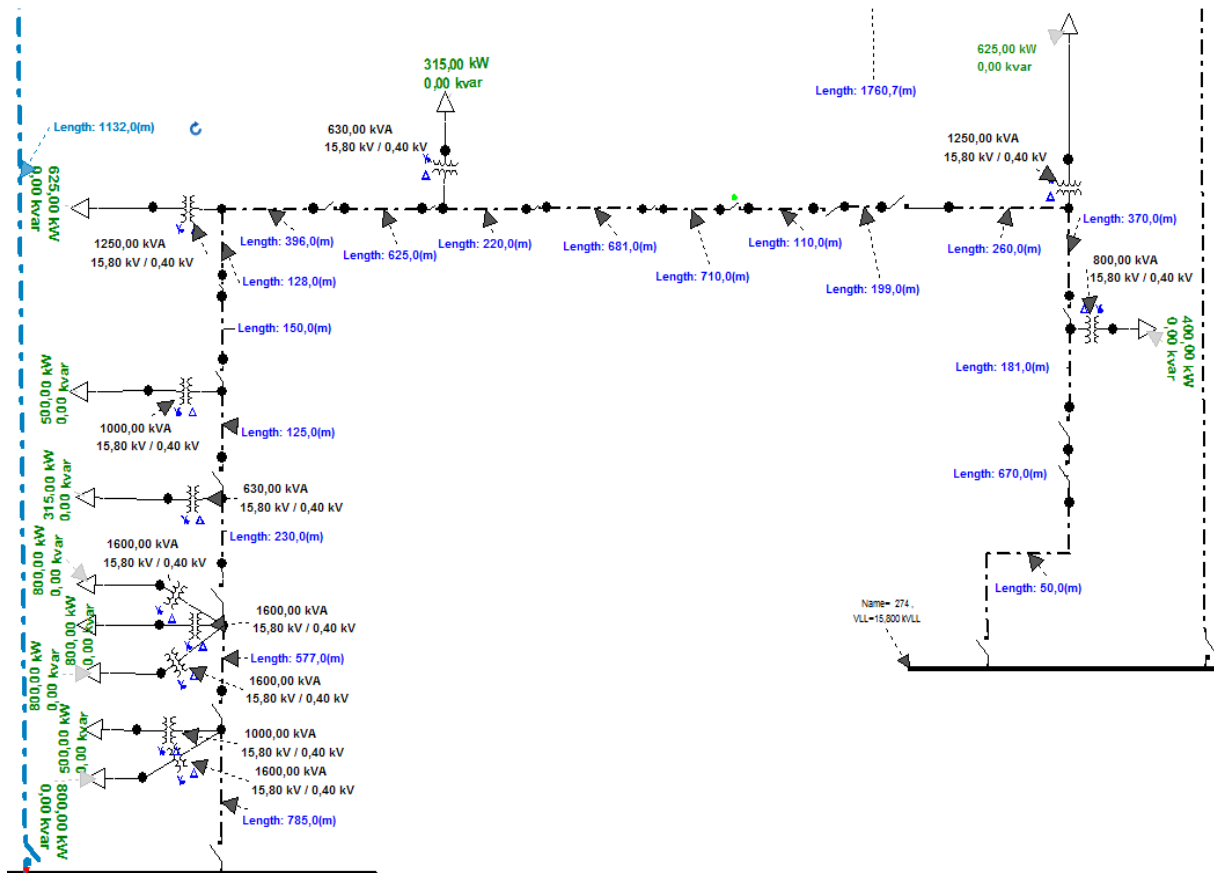 625,00 kW
0,00 kvar
315,00 kW
0,00 kvar
Length: 1760,7(m)
Length: 1132,0(m)
630,00 kVA
15,80 kV / 0,40 kV
1250,00 kVA
15,80 kV / 0,40 kV
625,00 kW
0,00 kvar
1250,00 kVA
15,80 kV / 0,40 kV
Length: 396,0(m)
Length: 625,0(m)
Length: 220,0(m)
Length: 681,0(m)
Length: 710,0(m)
Length: 110,0(m)
Length: 199,0(m)
Length: 260,0(m)
Length: 370,0(m)
Length: 128,0(m)
800,00 kVA
15,80 kV / 0,40 kV
400,00 kW
0,00 kvar
Length: 150,0(m)
Length: 181,0(m)
500,00 kW
0,00 kvar
1000,00 kVA
15,80 kV / 0,40 kV
Length: 125,0(m)
Length: 670,0(m)
315,00 kW
0,00 kvar
630,00 kVA
15,80 kV / 0,40 kV
Length: 230,0(m)
1600,00 kVA
15,80 kV / 0,40 kV
800,00 kW
0,00 kvar
Length: 50,0(m)
Name= 274 ,
VLL=15,800 kVLL
1600,00 kVA
15,80 kV / 0,40 kV
800,00 kW
0,00 kvar
Length: 577,0(m)
800,00 kW
0,00 kvar
1600,00 kVA
15,80 kV / 0,40 kV
500,00 kW
0,00 kvar
1000,00 kVA
15,80 kV / 0,40 kV
1600,00 kVA
15,80 kV / 0,40 kV
800,00 kW
0,00 kvar
Length: 785,0(m)